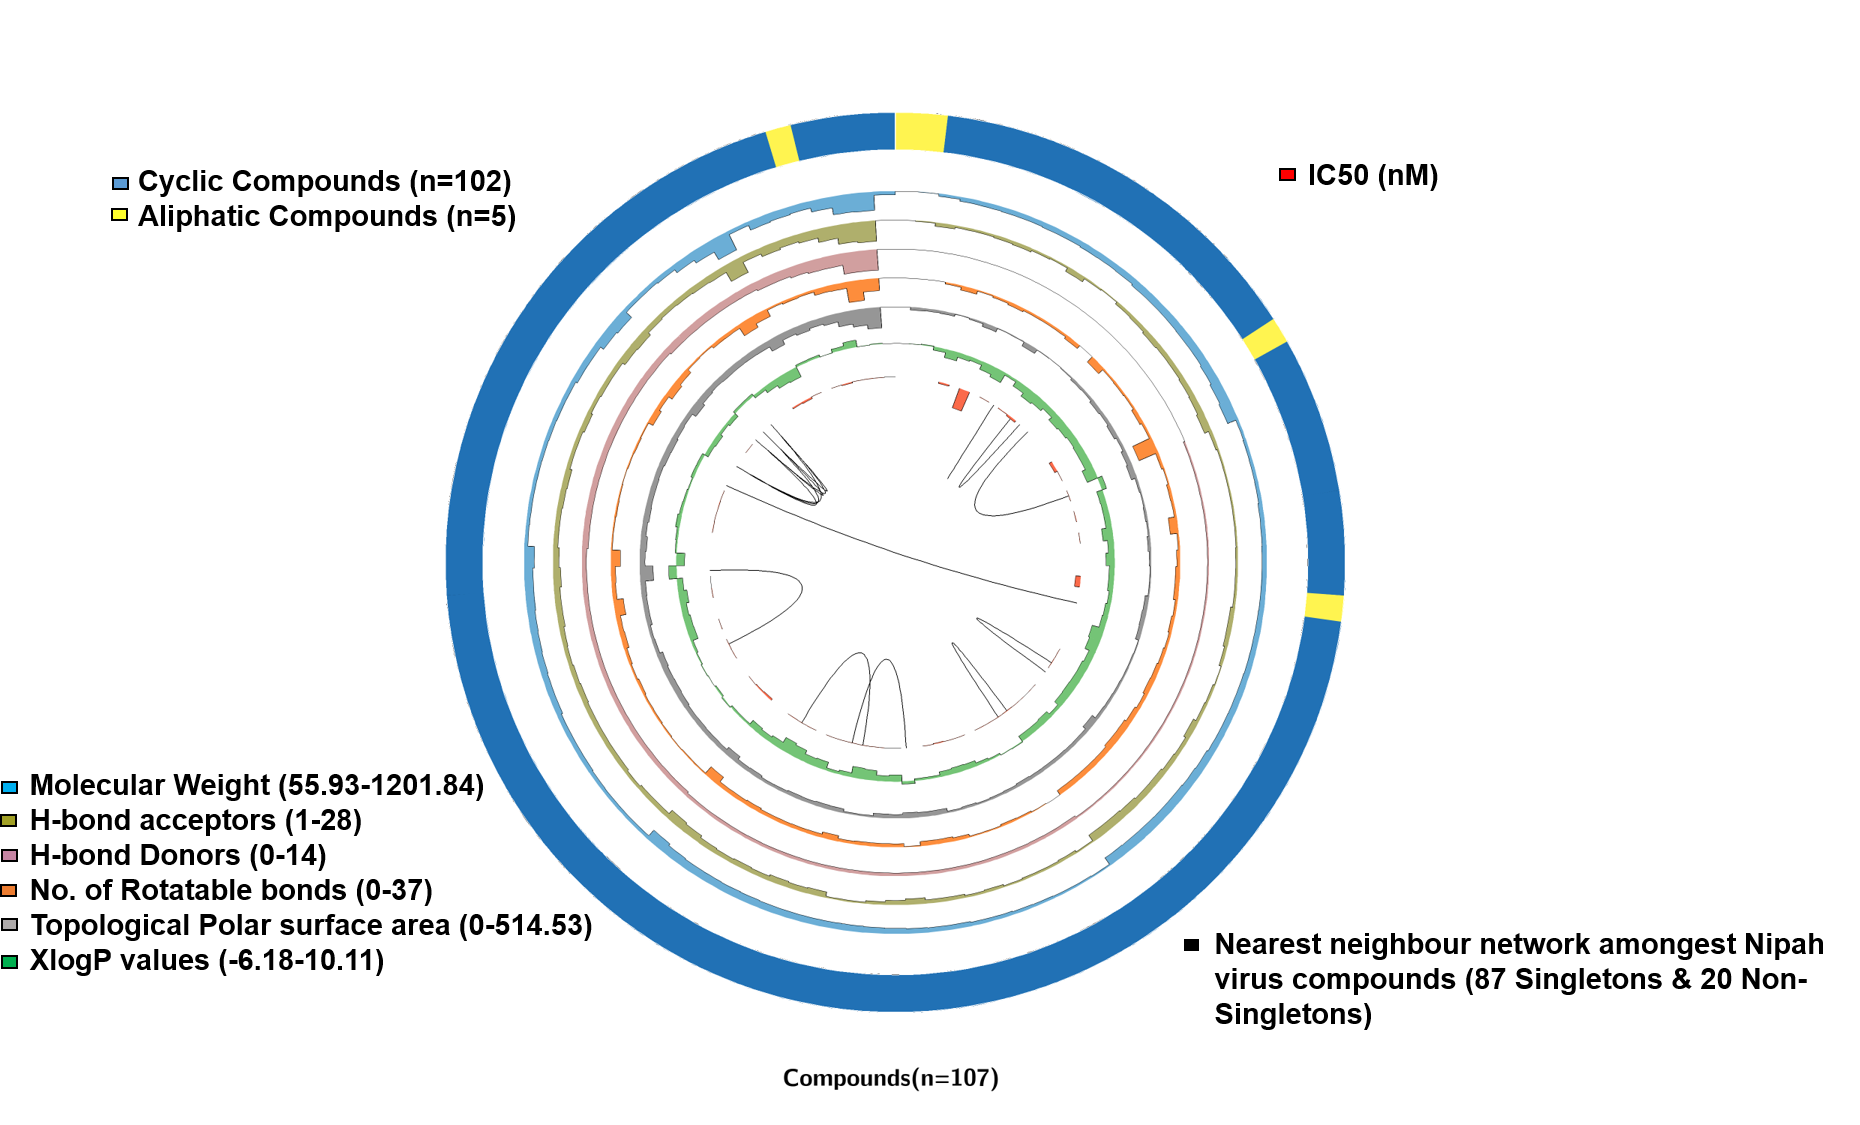 Cyclic Compounds (n=102)
Aliphatic Compounds (n=5)
IC50 (nM)
Molecular Weight (55.93-1201.84)
H-bond acceptors (1-28)
H-bond Donors (0-14)
No. of Rotatable bonds (0-37)
Topological Polar surface area (0-514.53)
XlogP values (-6.18-10.11)
Nearest neighbour network amongest Nipah
virus compounds (87 Singletons & 20 Non-
Singletons)
Compounds(n=107)